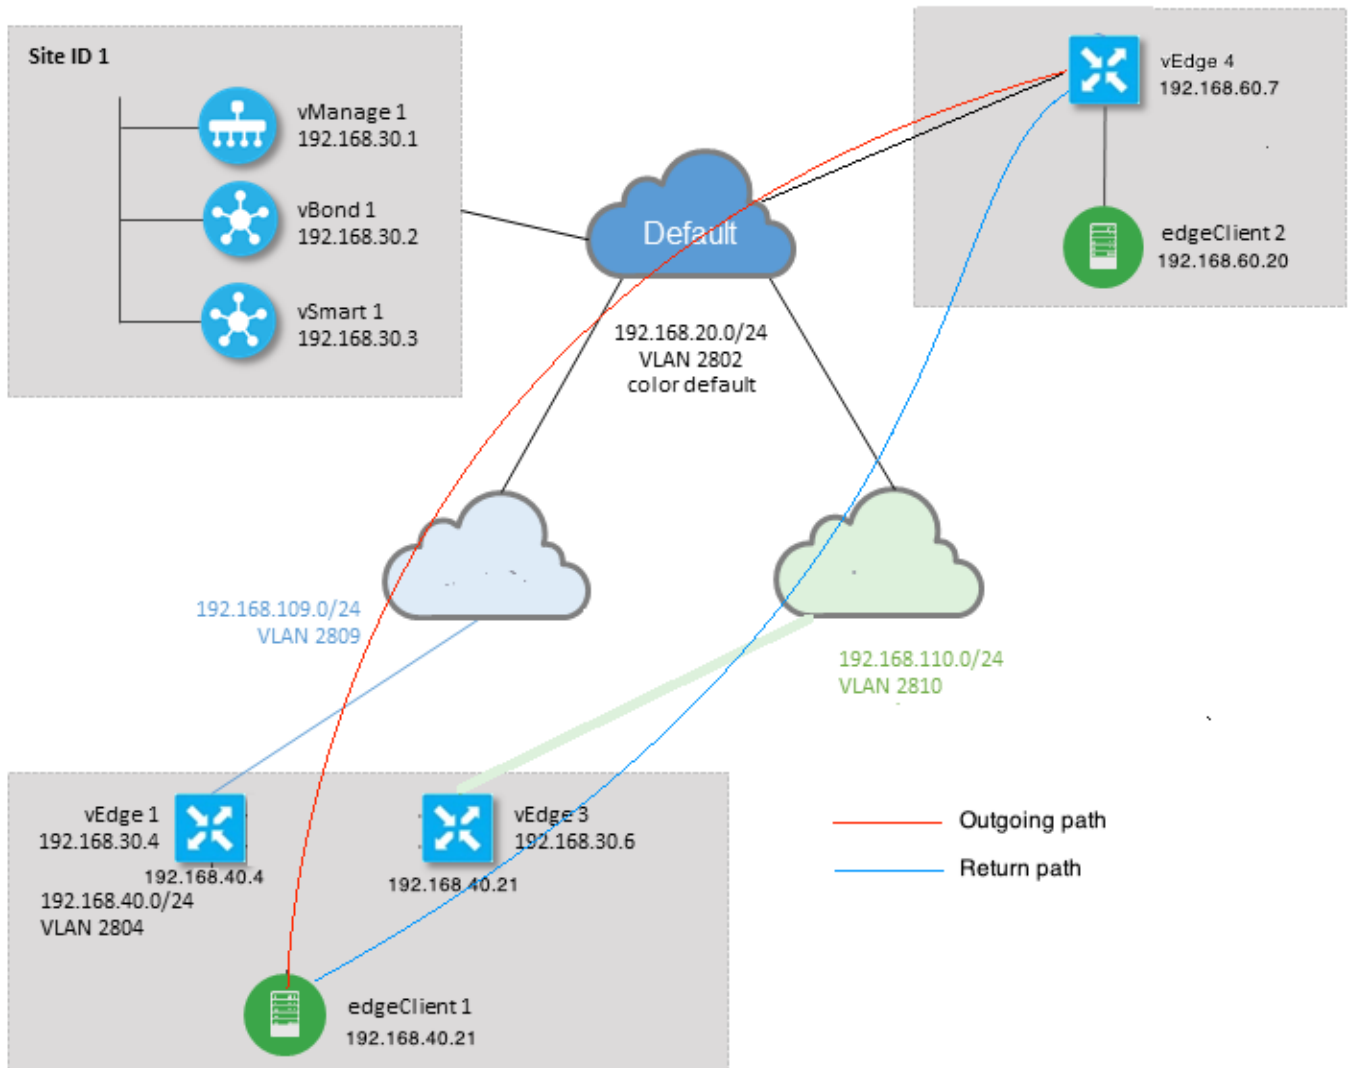 Site ID 1
vManage 1
192.168.30.1
vBond 1
192.168.30.2
vSmart 1
192.168.30.3
vEdge 4
192.168.60.7
edgeClient 2
192.168.60.20
Default
192.168.20.0/24
VLAN 2802
color default
192.168.109.0/24
VLAN 2809
192.168.110.0/24
VLAN 2810
vEdge 1
192.168.30.4
192.168.40.4
192.168.40.0/24
VLAN 2804
vEdge 3
192.168.30.6
192.168.40.21
edgeClient 1
192.168.40.21
Outgoing path
Return path